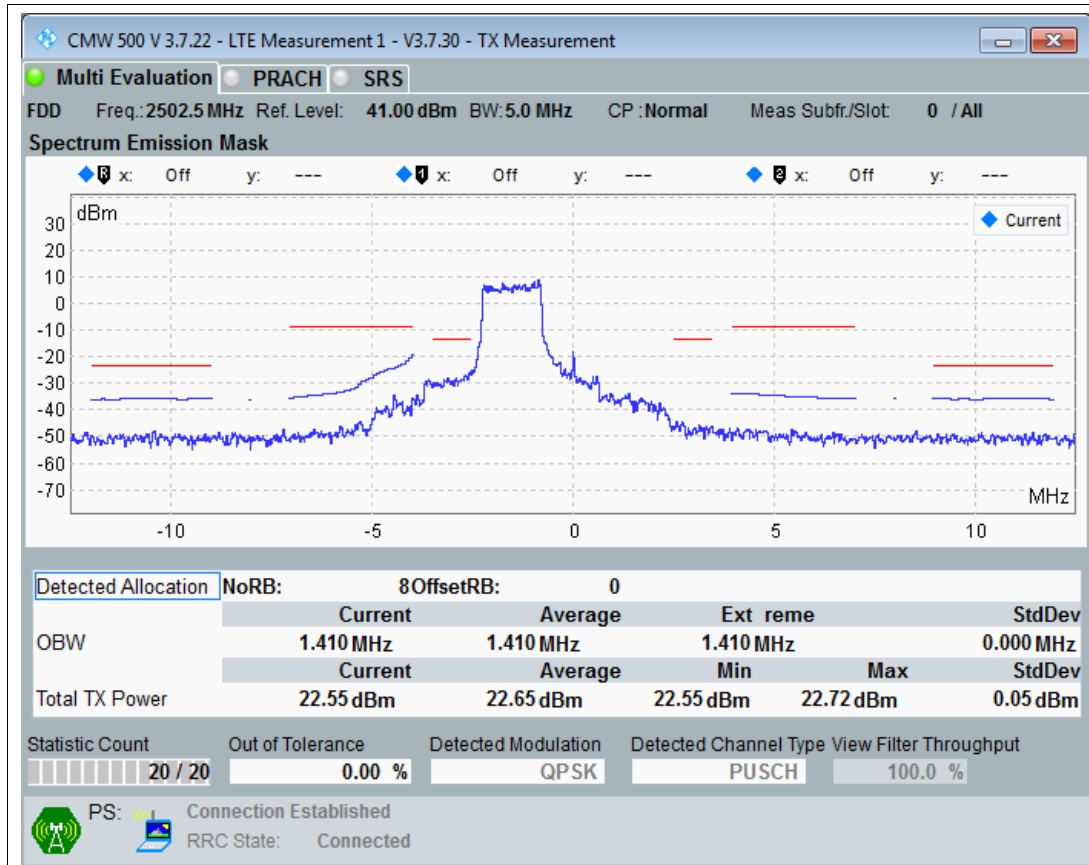 CMW 500 V 3.7.22 - LTE Measurement 1 - V3.7.30 - TX Measurement
Multi Evaluation PRACH SRS
FDD Freq.: 2502.5 MHz Ref. Level: 41.00 dBm BW: 5.0 MHz CP : Normal Meas Subfr./Slot: 0 / All
Spectrum Emission Mask
R x: Off y: --- 1 x: Off y: --- 2 x: Off y: ---
dBm
Current
30
20
10
0
-10
-20
-30
-40
-50
-60
-70
MHz
-10 -5 0 5 10
Detected Allocation NoRB: 8 OffsetRB: 0
Current Average Ext reme StdDev
OBW 1.410 MHz 1.410 MHz 1.410 MHz 0.000 MHz
Current Average Min Max StdDev
Total TX Power 22.55 dBm 22.65 dBm 22.55 dBm 22.72 dBm 0.05 dBm
Statistic Count Out of Tolerance Detected Modulation Detected Channel Type View Filter Throughput
20 / 20 0.00 % QPSK PUSCH 100.0 %
PS: Connection Established
RRC State: Connected